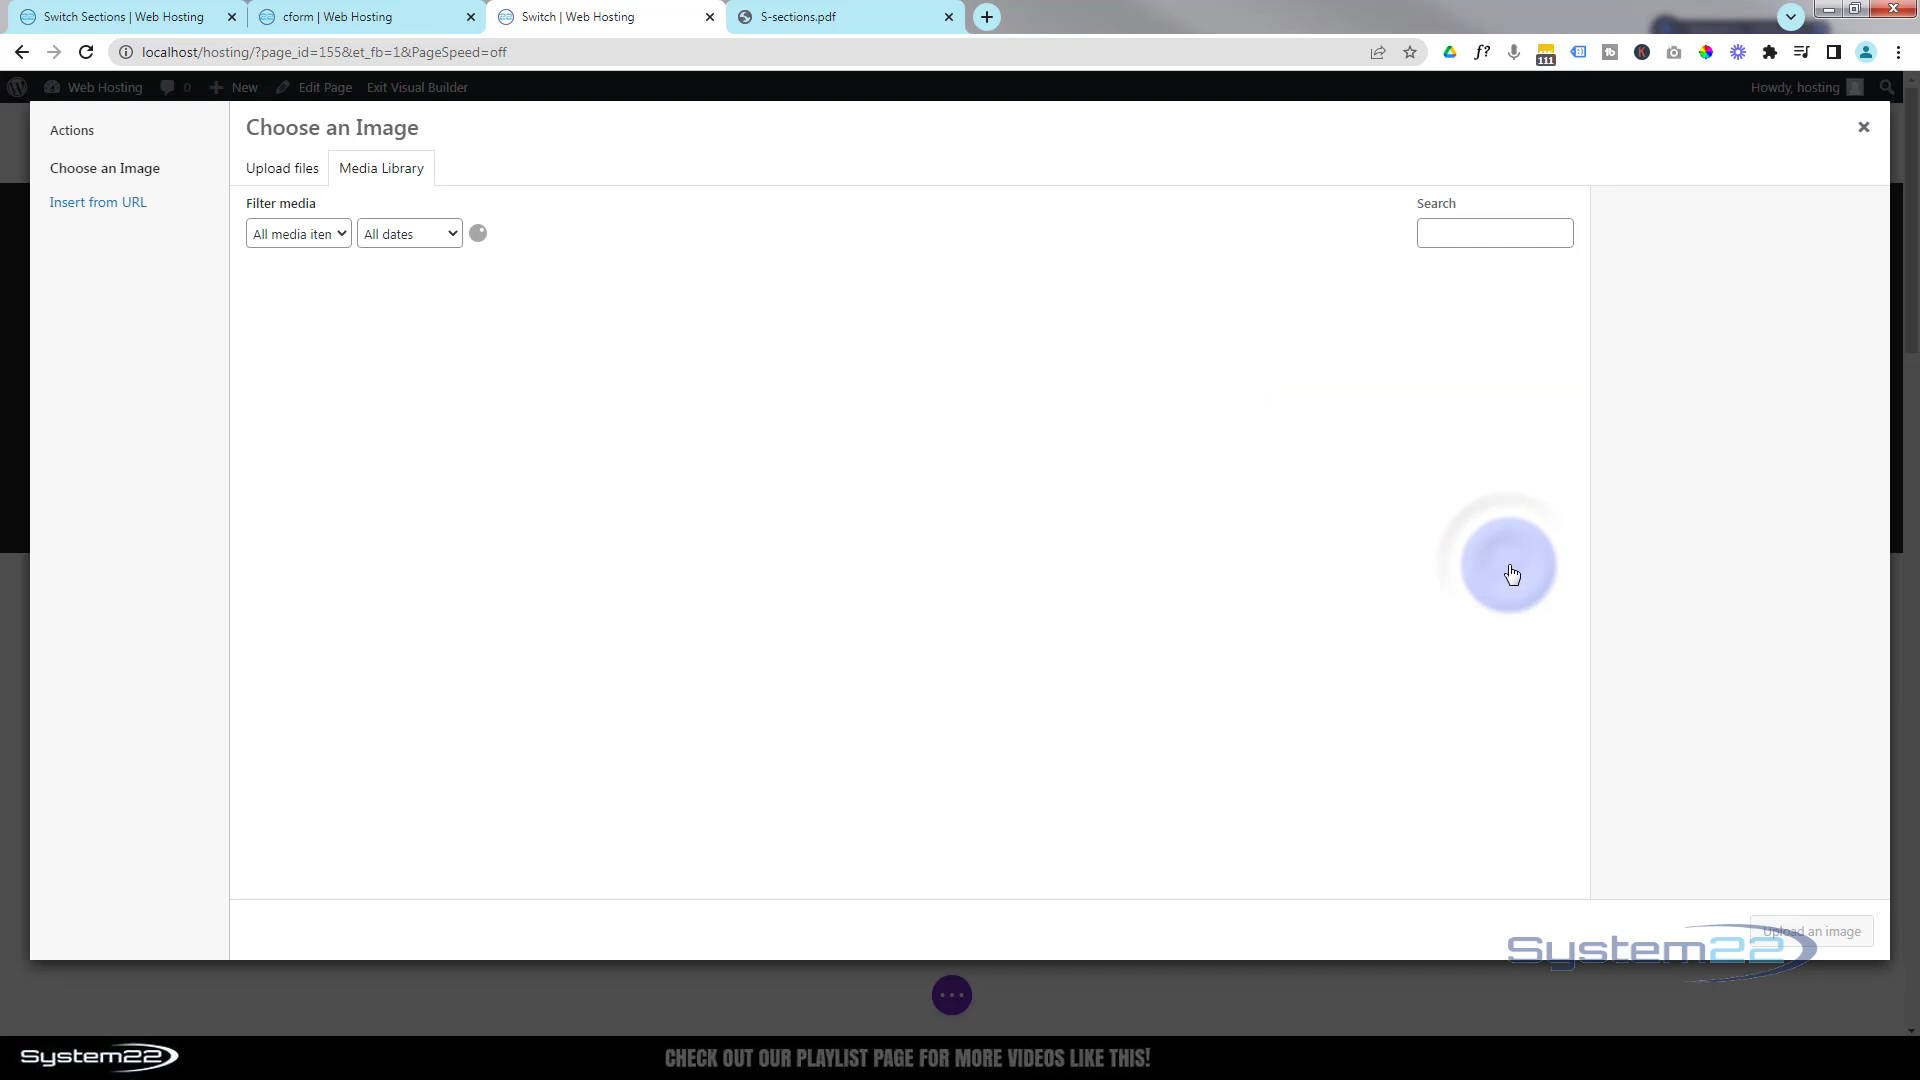 Switch Sections | Web Hosting
cform | Web Hosting
Switch | Web Hosting
S-sections.pdf
localhost/hosting/?page_id=155&et_fb=1&PageSpeed=off
f?
111
tb
K
Web Hosting
0
New
Edit Page
Exit Visual Builder
Howdy, hosting
Actions
Choose an Image
Insert from URL
Choose an Image
Upload files
Media Library
Filter media
All media iten
All dates
Search
Upload an image
System22
System22
CHECK OUT OUR PLAYLIST PAGE FOR MORE VIDEOS LIKE THIS!